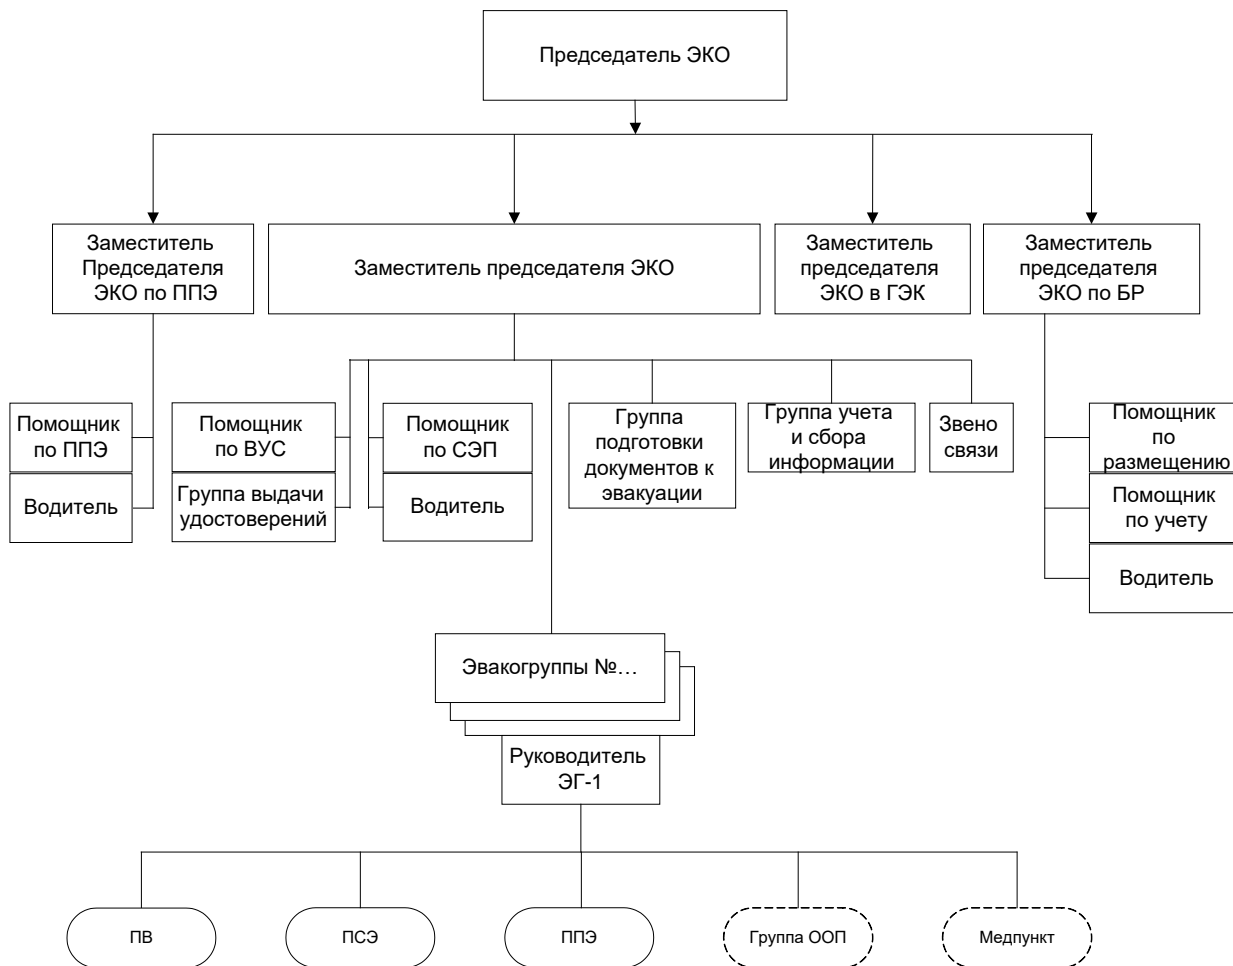 Председатель ЭКО
Заместитель
Председателя
ЭКО по ППЭ
Заместитель председателя ЭКО
Заместитель
председателя
ЭКО в ГЭК
Заместитель
председателя
ЭКО по БР
Помощник
по ППЭ
Водитель
Помощник
по ВУС
Группа выдачи
удостоверений
Помощник
по СЭП
Водитель
Группа
подготовки
документов к
эвакуации
Группа учета
и сбора
информации
Звено
связи
Помощник
по
размещению
Помощник
по учету
Водитель
Эвакогруппы №…
Руководитель
ЭГ-1
ПВ
ПСЭ
ППЭ
Группа ООП
Медпункт